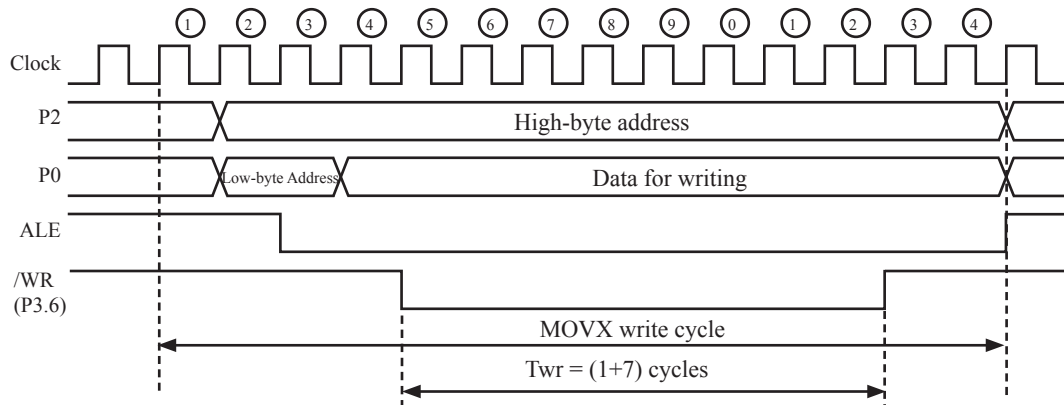 1 2 3 4 5 6 7 8 9 0 1 2 3 4
Clock
P2 High-byte address
P0 Low-byte Address Data for writing
ALE
/WR
(P3.6)
MOVX write cycle
Twr = (1+7) cycles